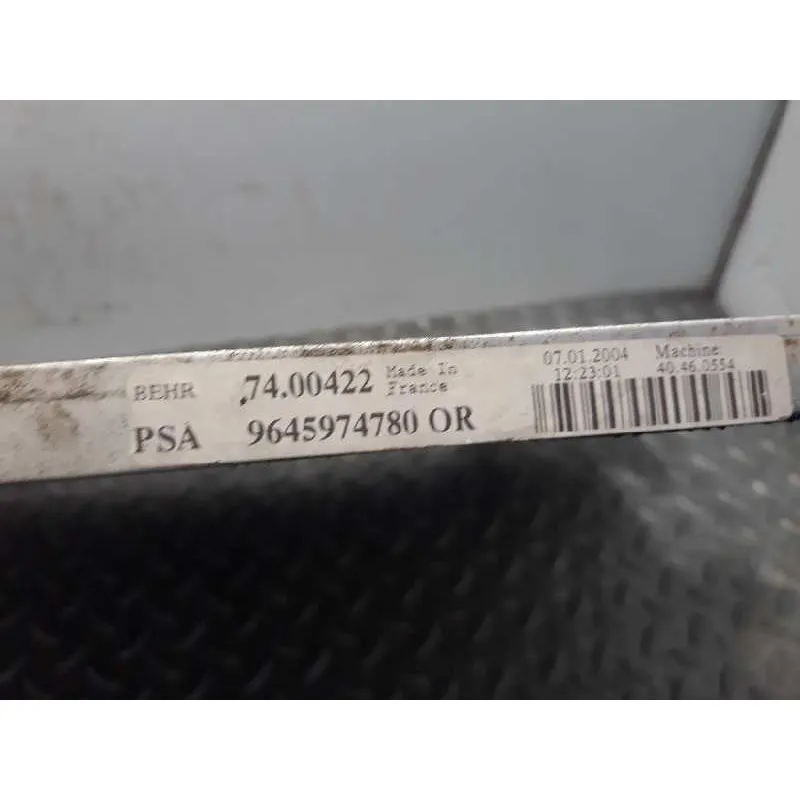 BEHR 74.00422 Made In France
PSA 9645974780 OR
07.01.2004 Machine
12:23:01 40.46.0554